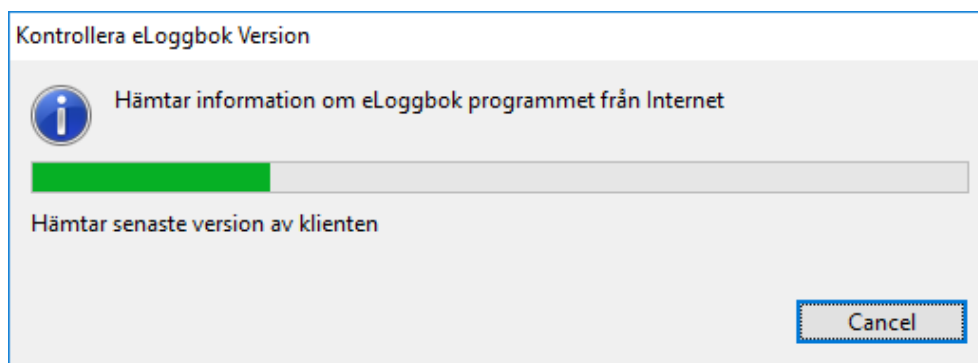 Kontrollera eLoggbok Version
Hämtar information om eLoggbok programmet från Internet
Hämtar senaste version av klienten
Cancel